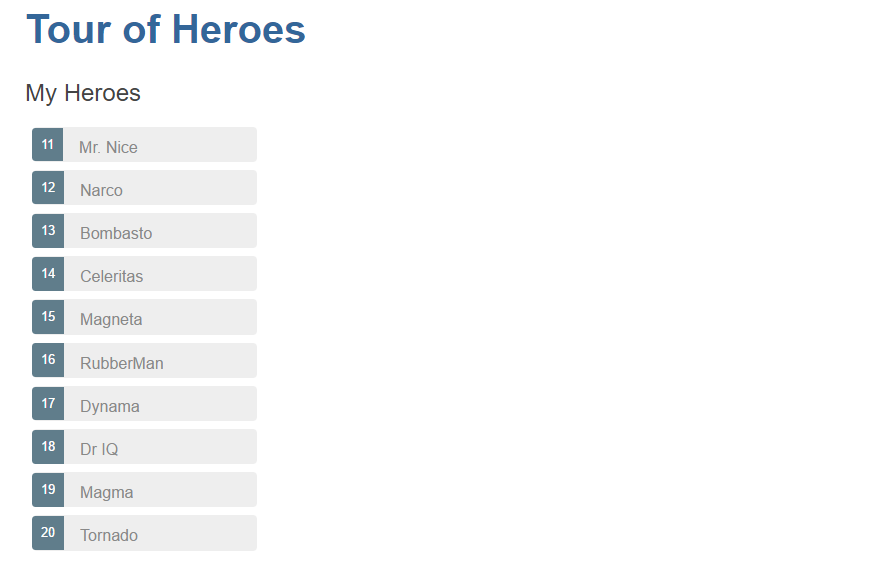 Tour of Heroes
My Heroes
11 Mr. Nice
12 Narco
13 Bombasto
14 Celeritas
15 Magneta
16 RubberMan
17 Dynama
18 Dr IQ
19 Magma
20 Tornado